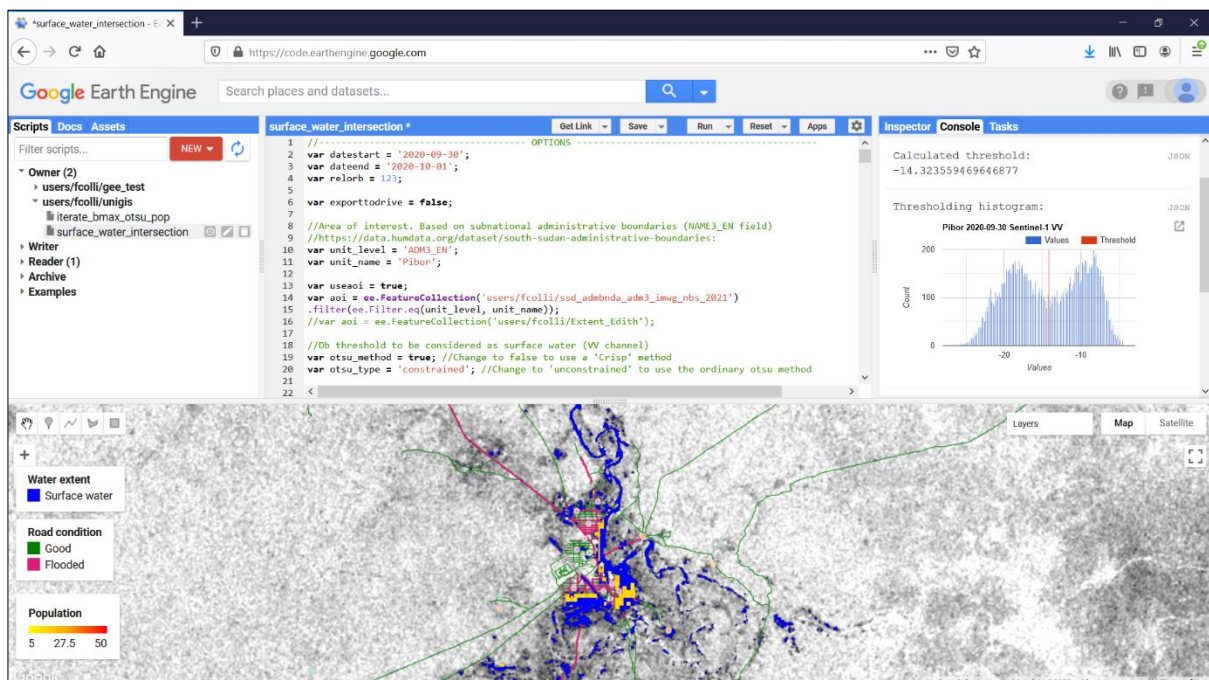 *surface_water_intersection - E
https://code.earthengine.google.com
Google Earth Engine
Search places and datasets...
Scripts Docs Assets
Filter scripts...
NEW
Owner (2)
users/fcolli/gee_test
users/fcolli/unigis
iterate_bmax_otsu_pop
surface_water_intersection
Writer
Reader (1)
Archive
Examples
surface_water_intersection *
Get Link Save Run Reset Apps
1 //------------------------------------------ OPTIONS ------------------------------------------------
2 var datestart = '2020-09-30';
3 var dateend = '2020-10-01';
4 var relorb = 123;
5
6 var exporttodrive = false;
7
8 //Area of interest. Based on subnational administrative boundaries (NAME3_EN field)
9 //https://data.humdata.org/dataset/south-sudan-administrative-boundaries:
10 var unit_level = 'ADM3_EN';
11 var unit_name = 'Pibor';
12
13 var useaoi = true;
14 var aoi = ee.FeatureCollection('users/fcolli/ssd_admbnda_adm3_imwg_nbs_2021')
15 .filter(ee.Filter.eq(unit_level, unit_name));
16 //var aoi = ee.FeatureCollection('users/fcolli/Extent_Edith');
17
18 //Db threshold to be considered as surface water (VV channel)
19 var otsu_method = true; //Change to false to use a 'Crisp' method
20 var otsu_type = 'constrained'; //Change to 'unconstrained' to use the ordinary otsu method
21
22
Inspector Console Tasks
Calculated threshold:
JSON
-14.323559469646877
Thresholding histogram:
JSON
Pibor 2020-09-30 Sentinel-1 VV
Values Threshold
200
100
0
Count
-20 -10
Values
Layers
Map Satellite
Water extent
Surface water
Road condition
Good
Flooded
Population
5 27.5 50
Google